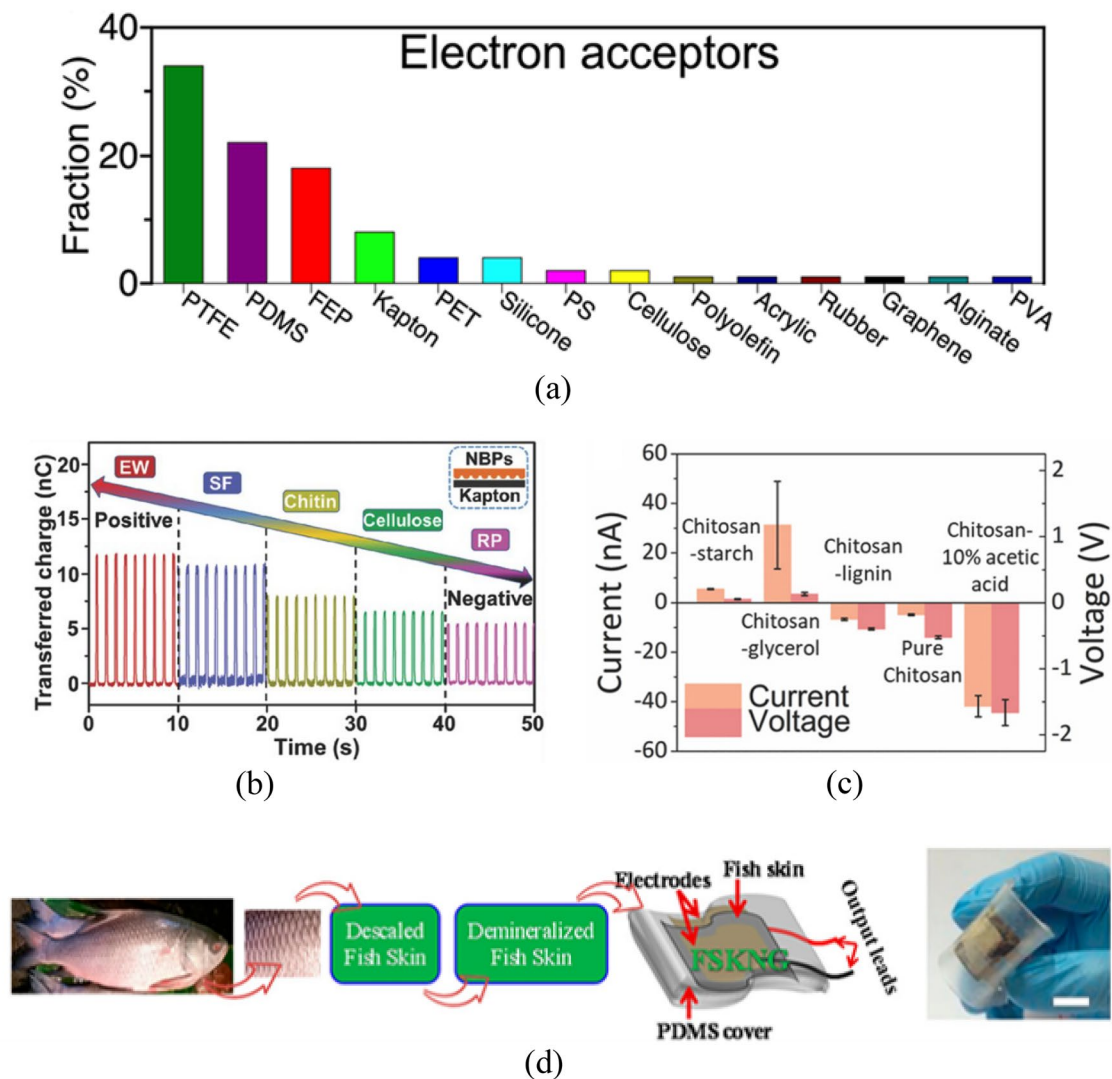 Electron acceptors
Fraction (%)
40
20
0
PTFE
PDMS
FEP
Kapton
PET
Silicone
PS
Cellulose
Polyolefin
Acrylic
Rubber
Graphene
Alginate
PVA
(a)
Transferred charge (nC)
20
15
10
5
0
EW
SF
Chitin
Cellulose
RP
Positive
Negative
NBPs
Kapton
0 10 20 30 40 50
Time (s)
(b)
Current (nA)
60
40
20
0
-20
-40
-60
Chitosan
-starch
Chitosan
-glycerol
Chitosan
-lignin
Pure
Chitosan
Chitosan-
10% acetic
acid
Current
Voltage
2
1
0
-1
-2
Voltage (V)
(c)
Descaled
Fish Skin
Demineralized
Fish Skin
Electrodes
Fish skin
FSKNG
Output leads
PDMS cover
(d)